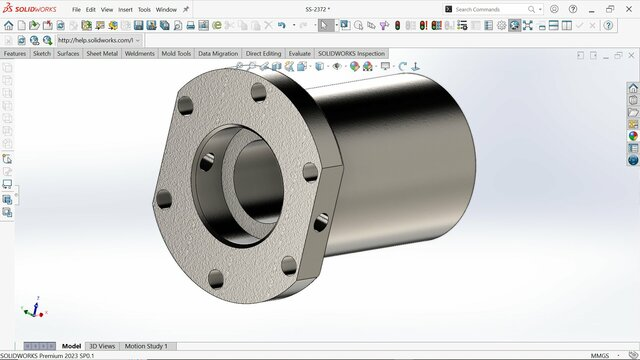 SOLIDWORKS File Edit View Insert Tools Window SS-2372 * Search Commands
http://help.solidworks.com/l
Features Sketch Surfaces Sheet Metal Weldments Mold Tools Data Migration Direct Editing Evaluate SOLIDWORKS Inspection
Model 3D Views Motion Study 1
SOLIDWORKS Premium 2023 SP0.1 MMGS